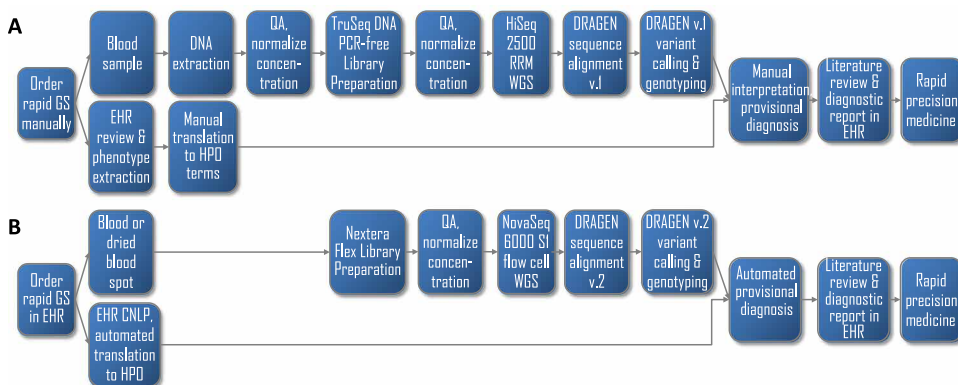 A
Order
rapid GS
manually
Blood
sample
DNA
extraction
QA,
normalize
concen-
tration
TruSeq DNA
PCR-free
Library
Preparation
QA,
normalize
concen-
tration
HiSeq
2500
RRM
WGS
DRAGEN
sequence
alignment
v.1
DRAGEN v.1
variant
calling &
genotyping
EHR
review &
phenotype
extraction
Manual
translation
to HPO
terms
Manual
interpretation
provisional
diagnosis
Literature
review &
diagnostic
report in
EHR
Rapid
precision
medicine
B
Order
rapid GS
in EHR
Blood or
dried
blood
spot
Nextera
Flex Library
Preparation
QA,
normalize
concen-
tration
NovaSeq
6000 S1
flow cell
WGS
DRAGEN
sequence
alignment
v.2
DRAGEN v.2
variant
calling &
genotyping
EHR CNLP,
automated
translation
to HPO
Automated
provisional
diagnosis
Literature
review &
diagnostic
report in
EHR
Rapid
precision
medicine